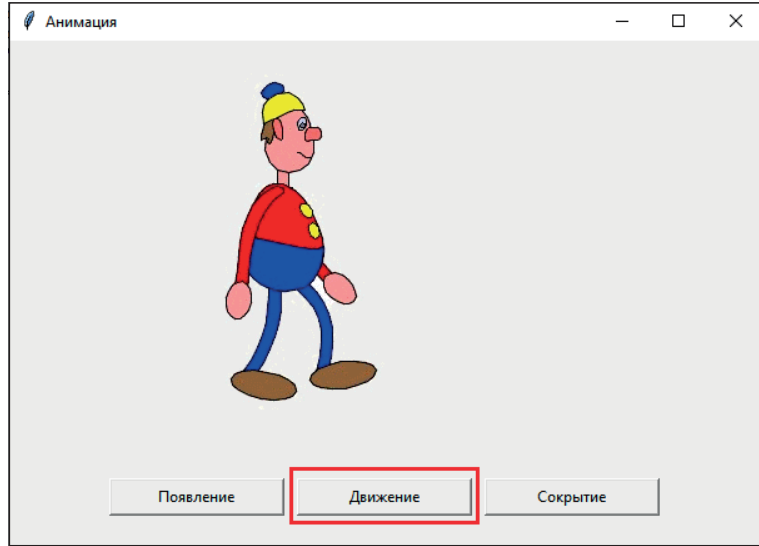 Анимация
Появление
Движение
Сокрытие